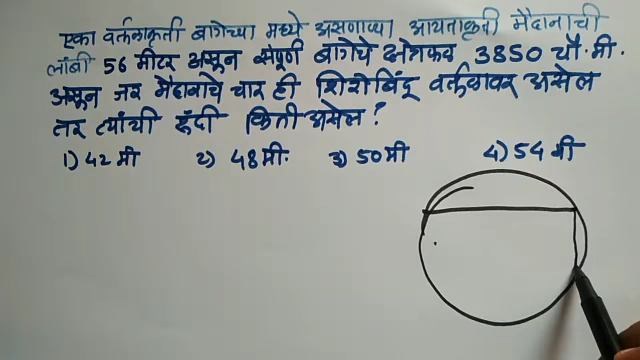 एका वर्तुळाकृती बागेच्या मध्ये असणाऱ्या आयताकृती मैदानाची
लांबी 56 मीटर असून संपूर्ण बागेचे क्षेत्रफळ 3850 चौ.मी.
असून जर मैदानाचे चार ही शिरोबिंदू वर्तुळावर असेल
तर त्यांची रुंदी किती असेल ?
1) 42 मी 2) 48 मी. 3) 50 मी 4) 54 मी